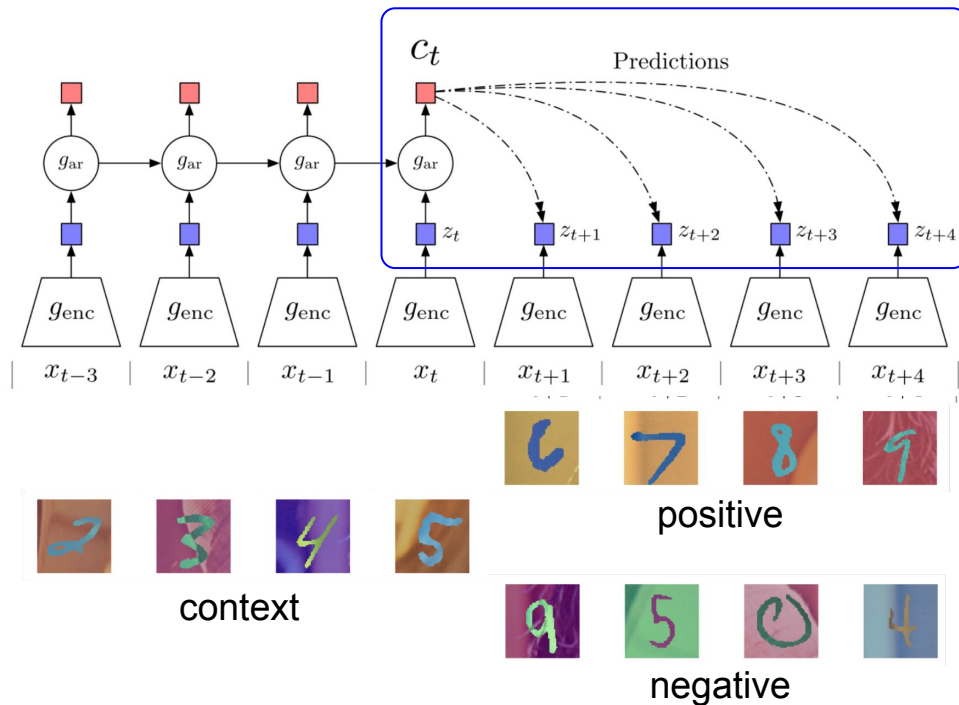 c_t
Predictions
g_ar g_ar g_ar g_ar
z_t z_{t+1} z_{t+2} z_{t+3} z_{t+4}
g_enc g_enc g_enc g_enc g_enc g_enc g_enc g_enc
| x_{t−3} | x_{t−2} | x_{t−1} | x_t | x_{t+1} | x_{t+2} | x_{t+3} | x_{t+4} |
6 7 8 9
positive
2 3 4 5
context
9 5 0 4
negative